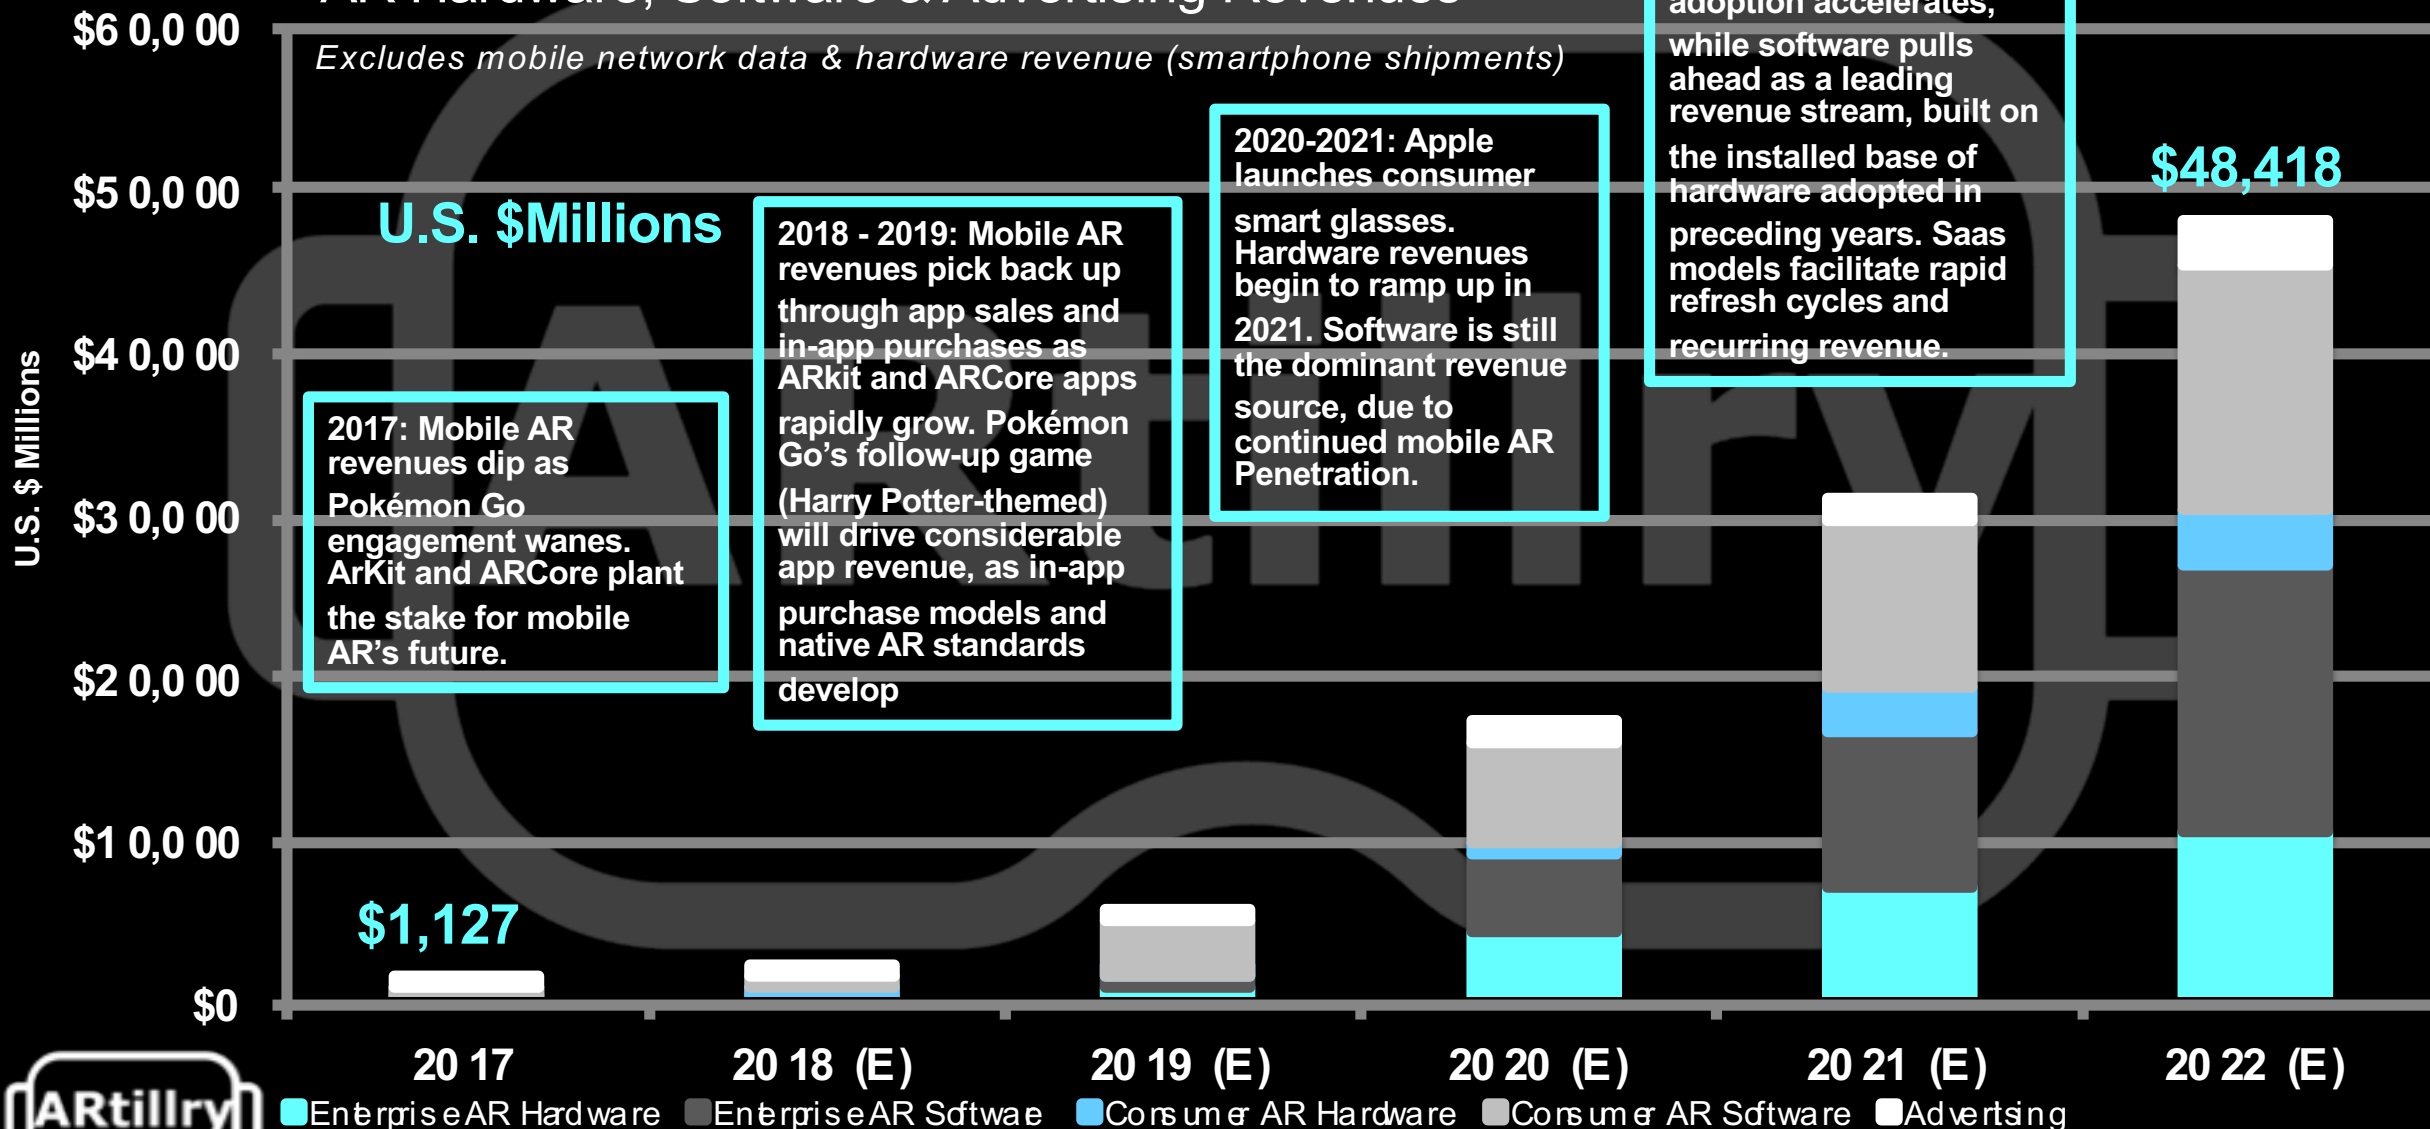 AR Hardware, Software & Advertising Revenues
Excludes mobile network data & hardware revenue (smartphone shipments)
U.S. $ Millions
$60,000
$50,000
$40,000
$30,000
$20,000
$10,000
$0
U.S. $Millions
2017: Mobile AR
revenues dip as
Pokémon Go
engagement wanes.
ArKit and ARCore plant
the stake for mobile
AR's future.
2018 - 2019: Mobile AR
revenues pick back up
through app sales and
in-app purchases as
ARkit and ARCore apps
rapidly grow. Pokémon
Go's follow-up game
(Harry Potter-themed)
will drive considerable
app revenue, as in-app
purchase models and
native AR standards
develop
2020-2021: Apple
launches consumer
smart glasses.
Hardware revenues
begin to ramp up in
2021. Software is still
the dominant revenue
source, due to
continued mobile AR
Penetration.
adoption accelerates,
while software pulls
ahead as a leading
revenue stream, built on
the installed base of
hardware adopted in
preceding years. Saas
models facilitate rapid
refresh cycles and
recurring revenue.
$1,127
$48,418
ARtillry
2017
2018 (E)
2019 (E)
2020 (E)
2021 (E)
2022 (E)
ARtillry
Enterprise AR Hardware
Enterprise AR Software
Consumer AR Hardware
Consumer AR Software
Advertsing